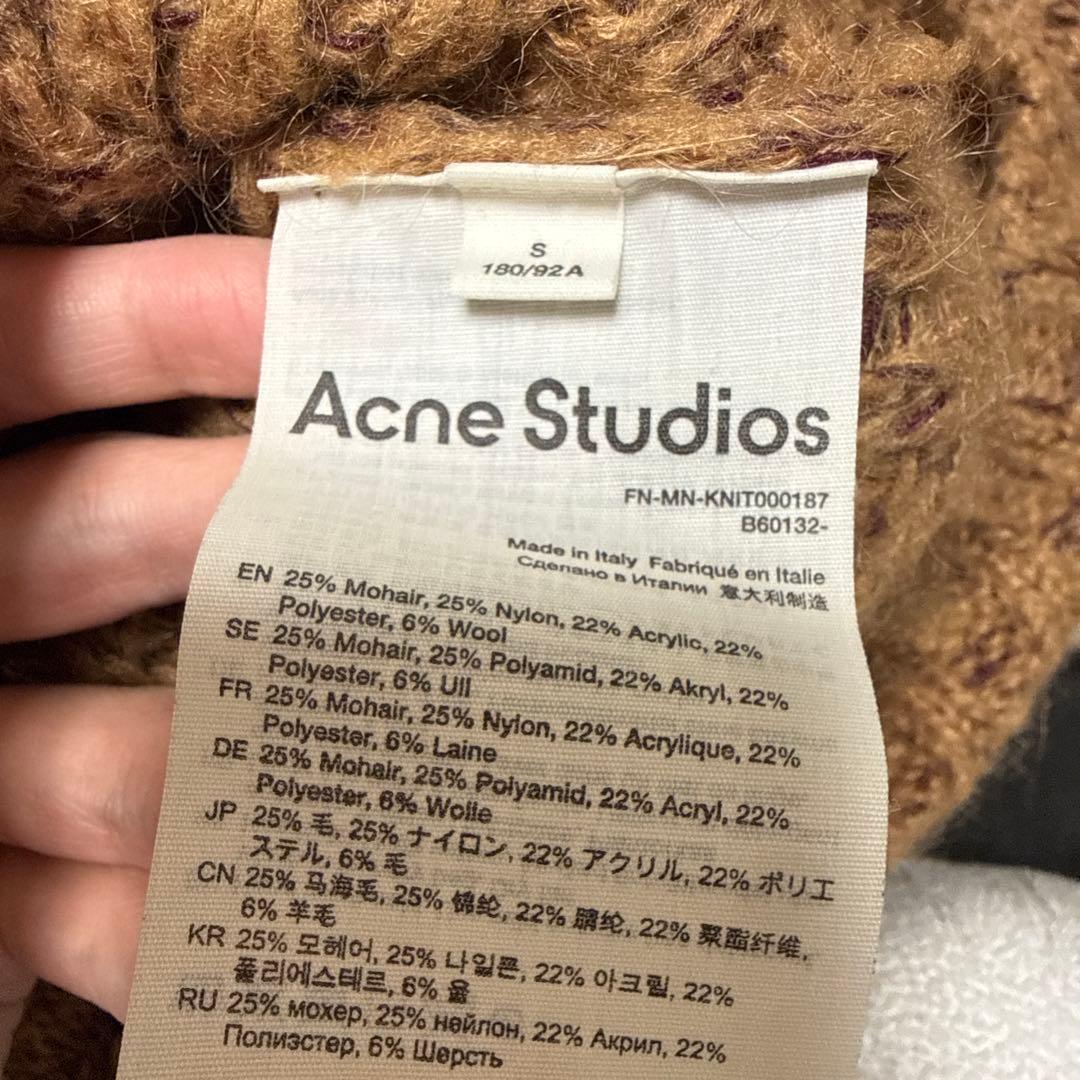 S
180/92A
Acne Studios
FN-MN-KNIT000187
B60132-
Made in Italy Fabriqué en Italie
Сделано в Италии 意大利制造
EN 25% Mohair, 25% Nylon, 22% Acrylic, 22%
Polyester, 6% Wool
SE 25% Mohair, 25% Polyamid, 22% Akryl, 22%
Polyester, 6% Ull
FR 25% Mohair, 25% Nylon, 22% Acrylique, 22%
Polyester, 6% Laine
DE 25% Mohair, 25% Polyamid, 22% Acryl, 22%
Polyester, 6% Wolle
JP 25% 毛, 25% ナイロン, 22% アクリル, 22% ポリエ
ステル, 6% 毛
CN 25% 马海毛, 25% 锦纶, 22% 腈纶, 22% 聚酯纤维,
6% 羊毛
KR 25% 모헤어, 25% 나일론, 22% 아크릴, 22%
폴리에스테르, 6% 울
RU 25% мохер, 25% нейлон, 22% Акрил, 22%
Полиэстер, 6% Шерсть